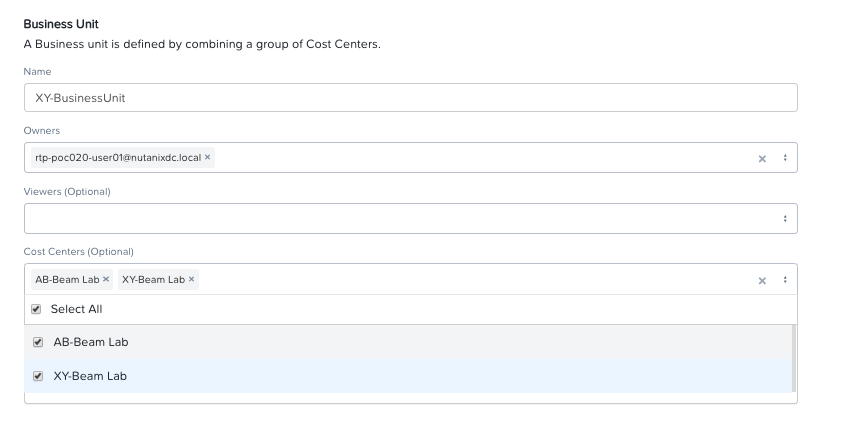 Business Unit
A Business unit is defined by combining a group of Cost Centers.
Name
XY-BusinessUnit
Owners
rtp-poc020-user01@nutanixdc.local ×
Viewers (Optional)
Cost Centers (Optional)
AB-Beam Lab × XY-Beam Lab ×
Select All
AB-Beam Lab
XY-Beam Lab